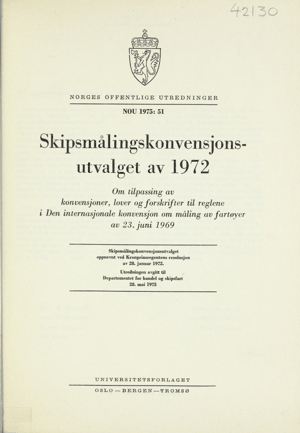 42130
NORGES OFFENTLIGE UTREDNINGER
NOU 1975: 51
Skipsmålingskonvensjons-
utvalget av 1972
Om tilpassing av
konvensjoner, lover og forskrifter til reglene
i Den internasjonale konvensjon om måling av fartøyer
av 23. juni 1969
Skipsmålingskonvensjonsutvalget
oppnevnt ved Kronprinsregentens resolusjon
av 28. januar 1972.
Utredningen avgitt til
Departementet for handel og skipsfart
28. mai 1975
UNIVERSITETSFORLAGET
OSLO — BERGEN — TROMSØ